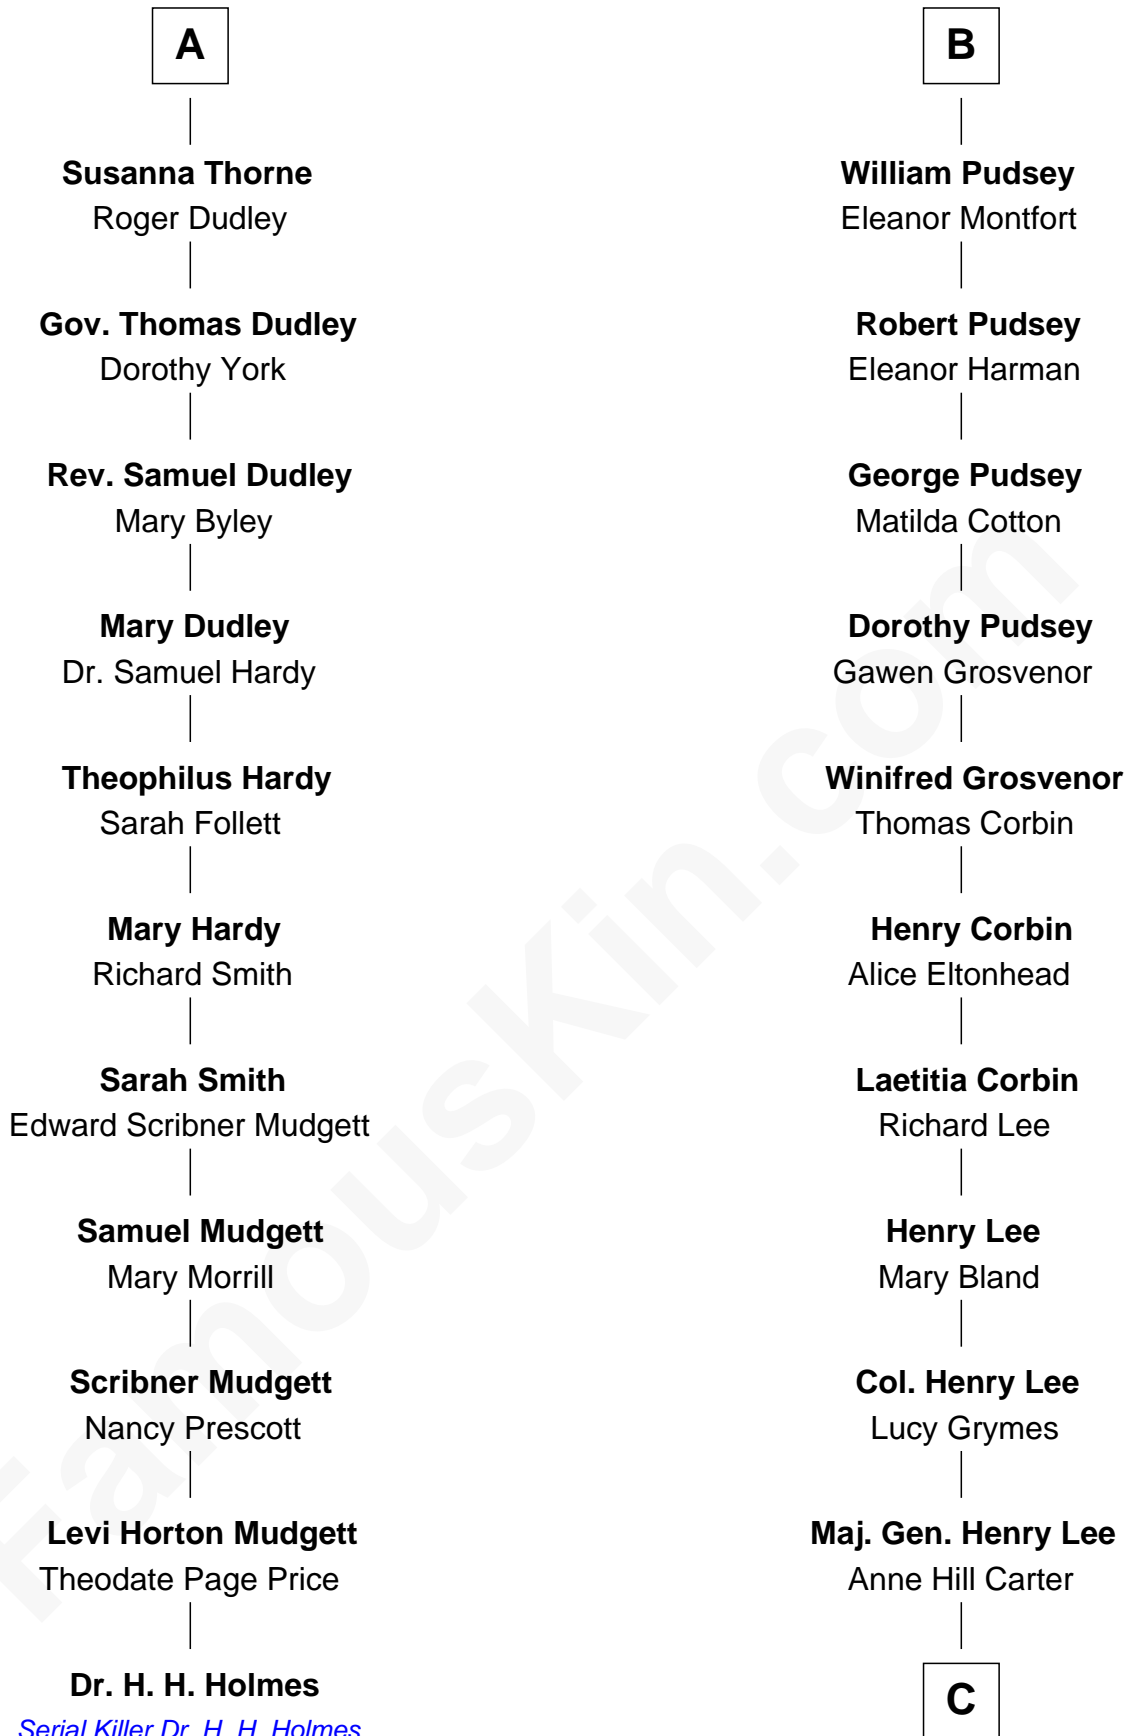 A
Susanna Thorne
Roger Dudley
Gov. Thomas Dudley
Dorothy York
Rev. Samuel Dudley
Mary Byley
Mary Dudley
Dr. Samuel Hardy
Theophilus Hardy
Sarah Follett
Mary Hardy
Richard Smith
Sarah Smith
Edward Scribner Mudgett
Samuel Mudgett
Mary Morrill
Scribner Mudgett
Nancy Prescott
Levi Horton Mudgett
Theodate Page Price
Dr. H. H. Holmes
Serial Killer Dr. H. H. Holmes
B
William Pudsey
Eleanor Montfort
Robert Pudsey
Eleanor Harman
George Pudsey
Matilda Cotton
Dorothy Pudsey
Gawen Grosvenor
Winifred Grosvenor
Thomas Corbin
Henry Corbin
Alice Eltonhead
Laetitia Corbin
Richard Lee
Henry Lee
Mary Bland
Col. Henry Lee
Lucy Grymes
Maj. Gen. Henry Lee
Anne Hill Carter
C
FamousKin.com